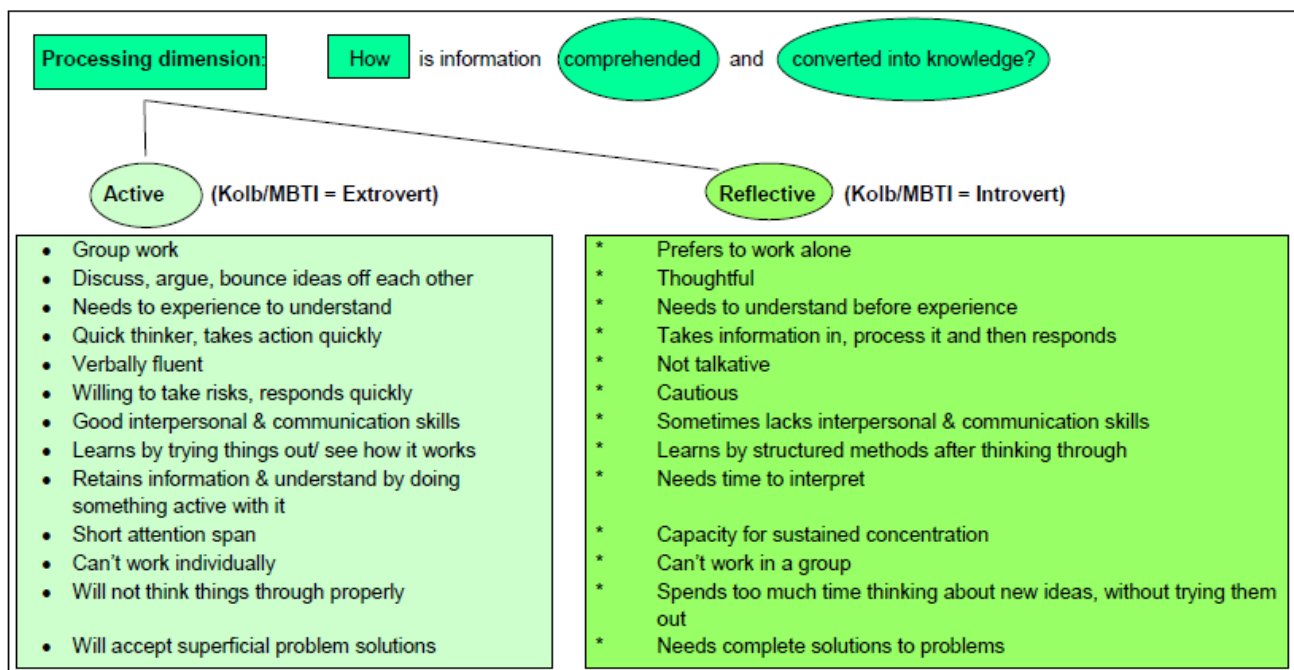 Processing dimension: How is information comprehended and converted into knowledge?
Active (Kolb/MBTI = Extrovert)
• Group work
• Discuss, argue, bounce ideas off each other
• Needs to experience to understand
• Quick thinker, takes action quickly
• Verbally fluent
• Willing to take risks, responds quickly
• Good interpersonal & communication skills
• Learns by trying things out/ see how it works
• Retains information & understand by doing
something active with it
• Short attention span
• Can't work individually
• Will not think things through properly
• Will accept superficial problem solutions
Reflective (Kolb/MBTI = Introvert)
* Prefers to work alone
* Thoughtful
* Needs to understand before experience
* Takes information in, process it and then responds
* Not talkative
* Cautious
* Sometimes lacks interpersonal & communication skills
* Learns by structured methods after thinking through
* Needs time to interpret
* Capacity for sustained concentration
* Can't work in a group
* Spends too much time thinking about new ideas, without trying them
out
* Needs complete solutions to problems